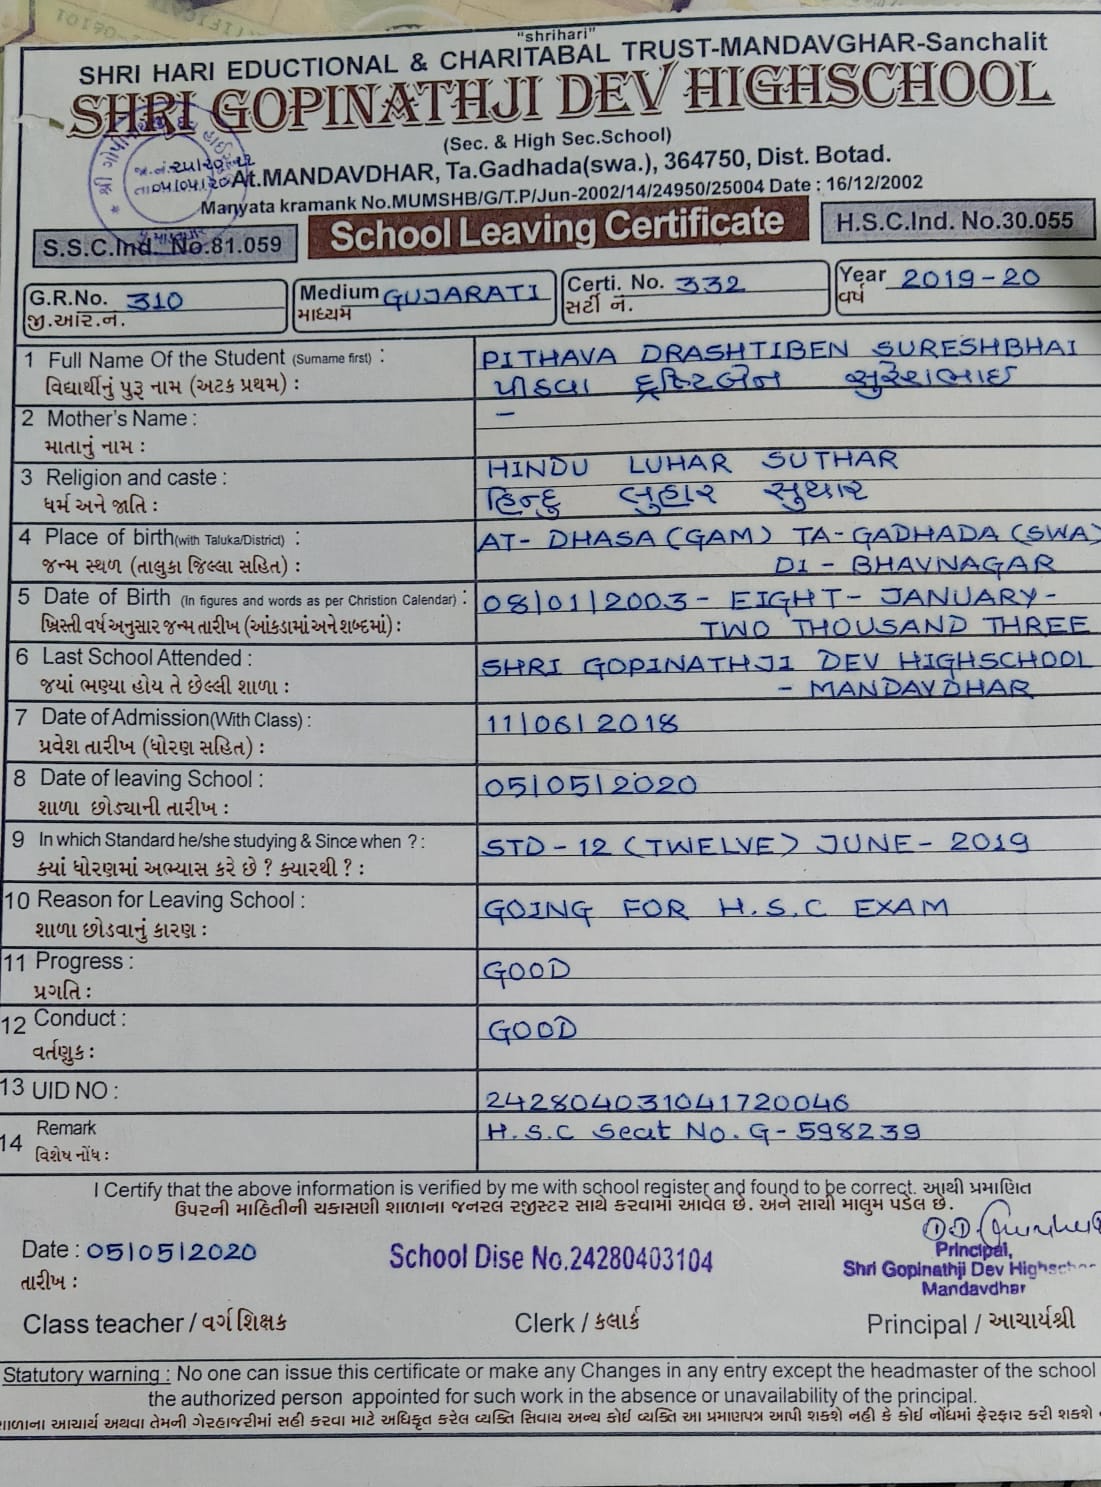 "shrihari"
SHRI HARI EDUCTIONAL & CHARITABAL TRUST-MANDAVGHAR-Sanchalit
SHRI GOPINATHJI DEV HIGHSCHOOL
(Sec. & High Sec.School)
At.MANDAVDHAR, Ta.Gadhada(swa.), 364750, Dist. Botad.
Manyata kramank No.MUMSHB/G/T.P/Jun-2002/14/24950/25004 Date : 16/12/2002
S.S.C.Ind. No.81.059
School Leaving Certificate
H.S.C.Ind. No.30.055
G.R.No. 310
જી.આર.નં.
Medium GUJARATI
માધ્યમ
Certi. No. 332
સર્ટી નં.
Year 2019-20
વર્ષ
1 Full Name Of the Student (Surname first) : PITHAVA DRASHTIBEN SURESHBHAI
વિદ્યાર્થીનું પુરૂ નામ (અટક પ્રથમ) : પીઠવા દ્રષ્ટિબેન સુરેશભાઇ
2 Mother's Name : –
માતાનું નામ :
3 Religion and caste : HINDU LUHAR SUTHAR
ધર્મ અને જાતિ : હિન્દુ લુહાર સુથાર
4 Place of birth(with Taluka/District) : AT- DHASA (GAM) TA-GADHADA (SWA)
જન્મ સ્થળ (તાલુકા જિલ્લા સહિત) : DI - BHAVNAGAR
5 Date of Birth (In figures and words as per Christion Calendar) : 08|01|2003 - EIGHT- JANUARY-
ખ્રિસ્તી વર્ષ અનુસાર જન્મ તારીખ (આંકડામાં અને શબ્દમાં) : TWO THOUSAND THREE
6 Last School Attended : SHRI GOPINATHJI DEV HIGHSCHOOL
જયાં ભણ્યા હોય તે છેલ્લી શાળા : - MANDAVDHAR
7 Date of Admission(With Class) : 11|06|2018
પ્રવેશ તારીખ (ધોરણ સહિત) :
8 Date of leaving School : 05|05|2020
શાળા છોડ્યાની તારીખ :
9 In which Standard he/she studying & Since when ? : STD-12 (TWELVE) JUNE-2019
ક્યાં ધોરણમાં અભ્યાસ કરે છે ? ક્યારથી ? :
10 Reason for Leaving School : GOING FOR H.S.C EXAM
શાળા છોડવાનું કારણ :
11 Progress : GOOD
પ્રગતિ :
12 Conduct : GOOD
વર્તણુક :
13 UID NO : 242804031041720046
14 Remark H.S.C Seat No. G-598239
વિશેષ નોંધ :
I Certify that the above information is verified by me with school register and found to be correct. આથી પ્રમાણિત
ઉપરની માહિતીની ચકાસણી શાળાના જનરલ રજીસ્ટર સાથે કરવામાં આવેલ છે. અને સાચી માલુમ પડેલ છે.
Date : 05|05|2020
તારીખ :
School Dise No.24280403104
Principal,
Shri Gopinathji Dev Highschool
Mandavdhar
Class teacher / વર્ગ શિક્ષક
Clerk / કલાર્ક
Principal / આચાર્યશ્રી
Statutory warning : No one can issue this certificate or make any Changes in any entry except the headmaster of the school
the authorized person appointed for such work in the absence or unavailability of the principal.
શાળાના આચાર્ય અથવા તેમની ગેરહાજરીમાં સહી કરવા માટે અધિકૃત કરેલ વ્યક્તિ સિવાય અન્ય કોઈ વ્યક્તિ આ પ્રમાણપત્ર આપી શકશે નહી કે કોઈ નોંધમાં ફેરફાર કરી શકશે